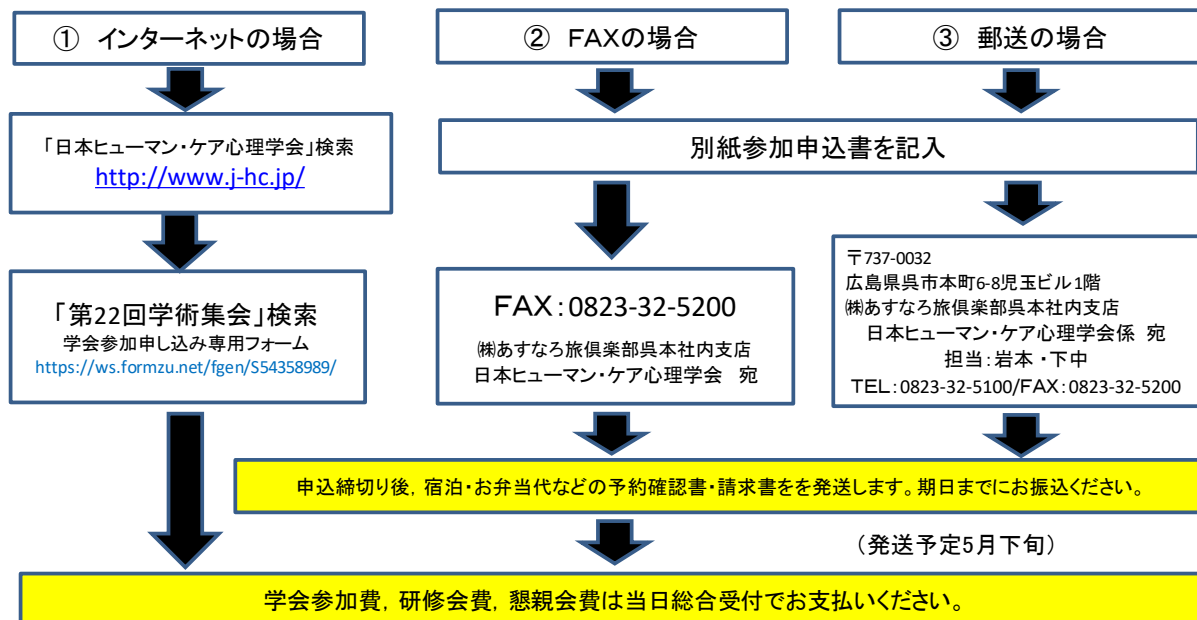 ① インターネットの場合
② FAXの場合
③ 郵送の場合
「日本ヒューマン・ケア心理学会」検索
http://www.j-hc.jp/
別紙参加申込書を記入
「第22回学術集会」検索
学会参加申し込み専用フォーム
https://ws.formzu.net/fgen/S54358989/
FAX:0823-32-5200
㈱あすなろ旅倶楽部呉本社内支店
日本ヒューマン・ケア心理学会 宛
〒737-0032
広島県呉市本町6-8児玉ビル1階
㈱あすなろ旅倶楽部呉本社内支店
日本ヒューマン・ケア心理学会係 宛
担当:岩本・下中
TEL:0823-32-5100/FAX:0823-32-5200
申込締切り後,宿泊・お弁当代などの予約確認書・請求書をを発送します。期日までにお振込ください。
(発送予定5月下旬)
学会参加費,研修会費,懇親会費は当日総合受付でお支払いください。